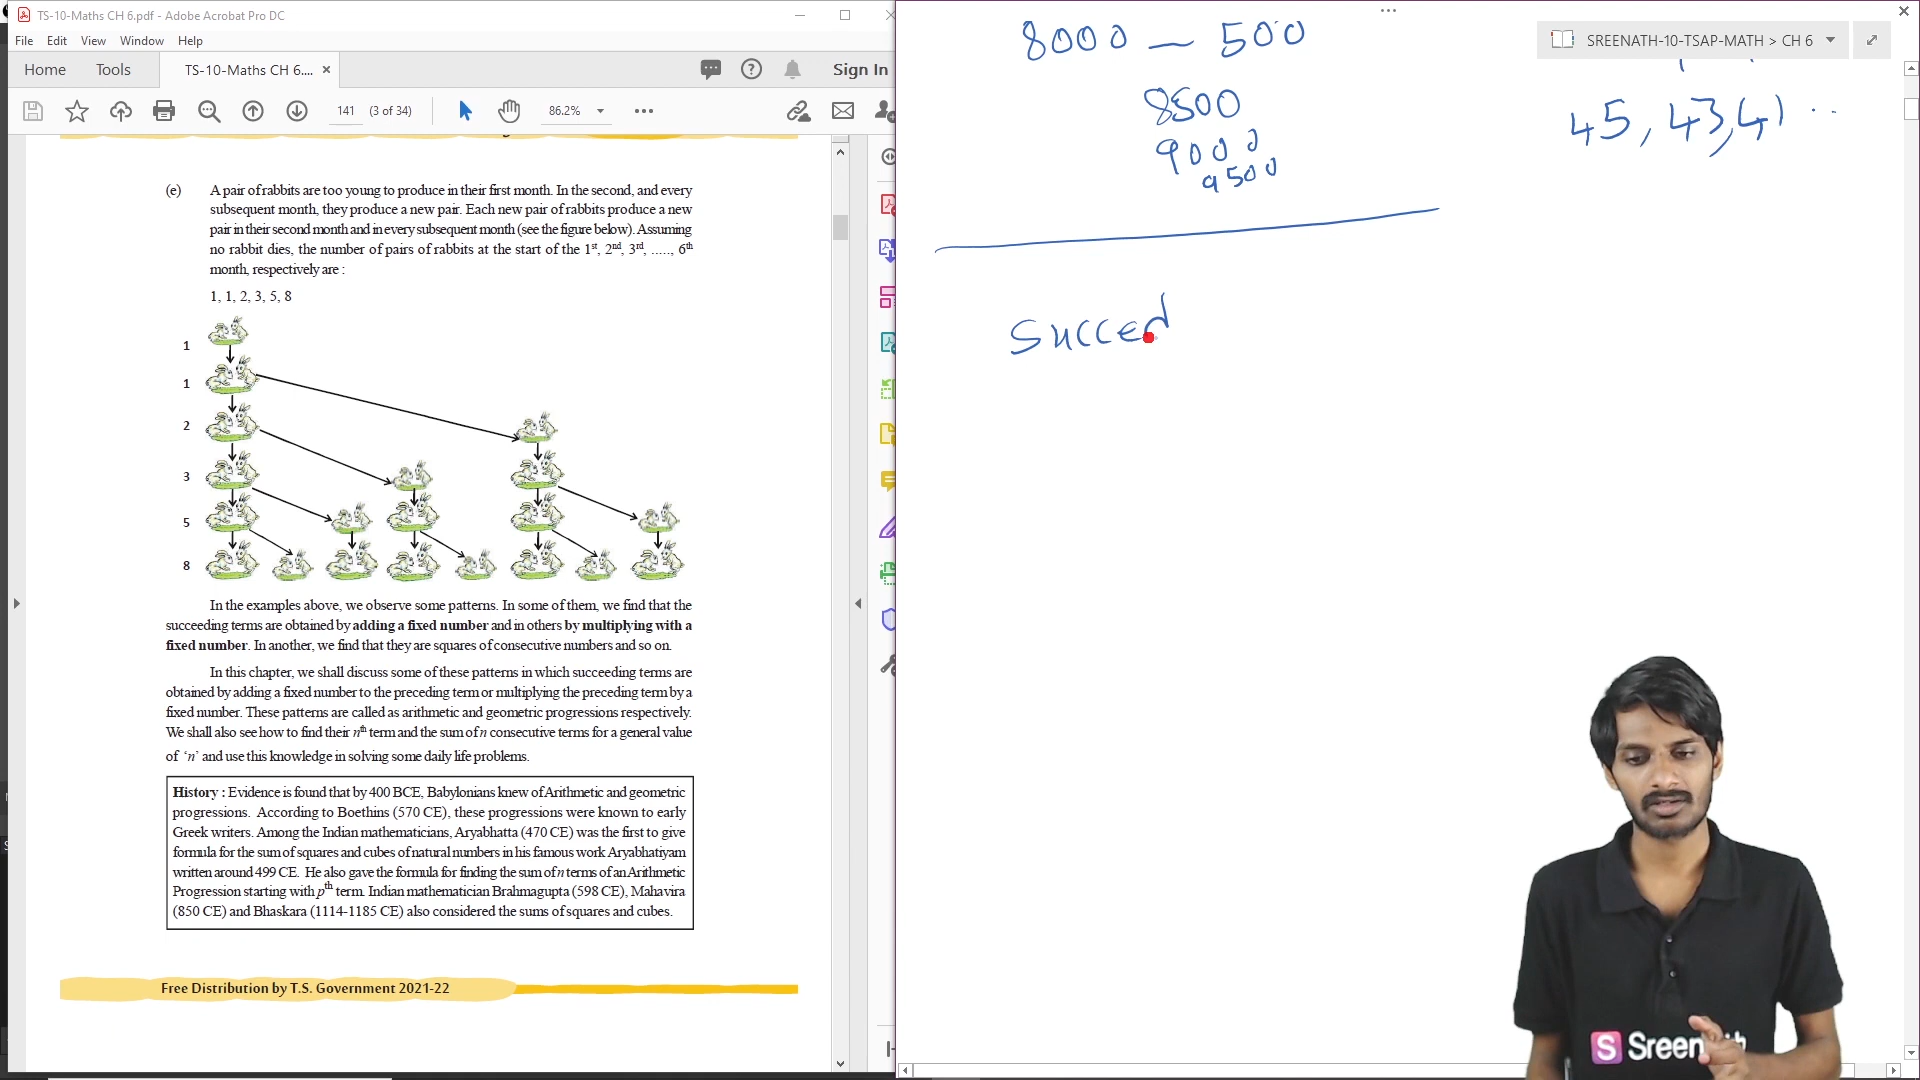 TS-10-Maths CH 6.pdf - Adobe Acrobat Pro DC
File Edit View Window Help
Home Tools TS-10-Maths CH 6.... × Sign In
141 (3 of 34) 86.2%
(e) A pair of rabbits are too young to produce in their first month. In the second, and every
subsequent month, they produce a new pair. Each new pair of rabbits produce a new
pair in their second month and in every subsequent month (see the figure below). Assuming
no rabbit dies, the number of pairs of rabbits at the start of the 1st, 2nd, 3rd, ....., 6th
month, respectively are :
1, 1, 2, 3, 5, 8
1
1
2
3
5
8
In the examples above, we observe some patterns. In some of them, we find that the
succeeding terms are obtained by adding a fixed number and in others by multiplying with a
fixed number. In another, we find that they are squares of consecutive numbers and so on.
In this chapter, we shall discuss some of these patterns in which succeeding terms are
obtained by adding a fixed number to the preceding term or multiplying the preceding term by a
fixed number. These patterns are called as arithmetic and geometric progressions respectively.
We shall also see how to find their nth term and the sum of n consecutive terms for a general value
of ‘n’ and use this knowledge in solving some daily life problems.
History : Evidence is found that by 400 BCE, Babylonians knew of Arithmetic and geometric
progressions. According to Boethins (570 CE), these progressions were known to early
Greek writers. Among the Indian mathematicians, Aryabhatta (470 CE) was the first to give
formula for the sum of squares and cubes of natural numbers in his famous work Aryabhatiyam
written around 499 CE. He also gave the formula for finding the sum of n terms of an Arithmetic
Progression starting with pth term. Indian mathematician Brahmagupta (598 CE), Mahavira
(850 CE) and Bhaskara (1114-1185 CE) also considered the sums of squares and cubes.
Free Distribution by T.S. Government 2021-22
SREENATH-10-TSAP-MATH > CH 6
8000 — 500
8500
9000
9500
45, 43, 41 ..
Succed